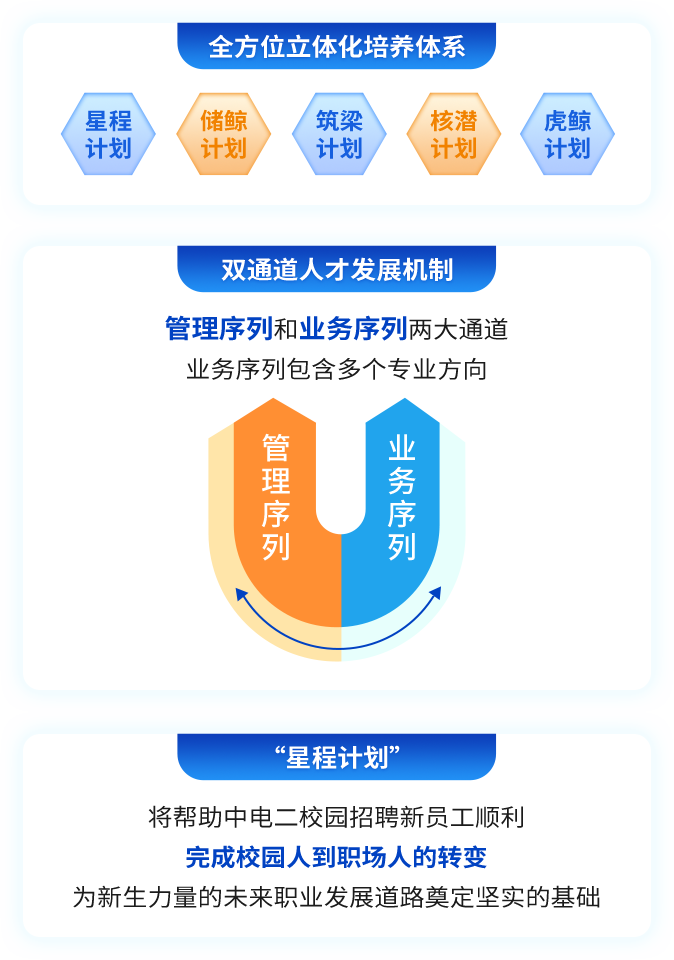 全方位立体化培养体系
星程
计划
储鲸
计划
筑梁
计划
核潜
计划
虎鲸
计划
双通道人才发展机制
管理序列和业务序列两大通道
业务序列包含多个专业方向
管理序列
业务序列
“星程计划”
将帮助中电二校园招聘新员工顺利
完成校园人到职场人的转变
为新生力量的未来职业发展道路奠定坚实的基础